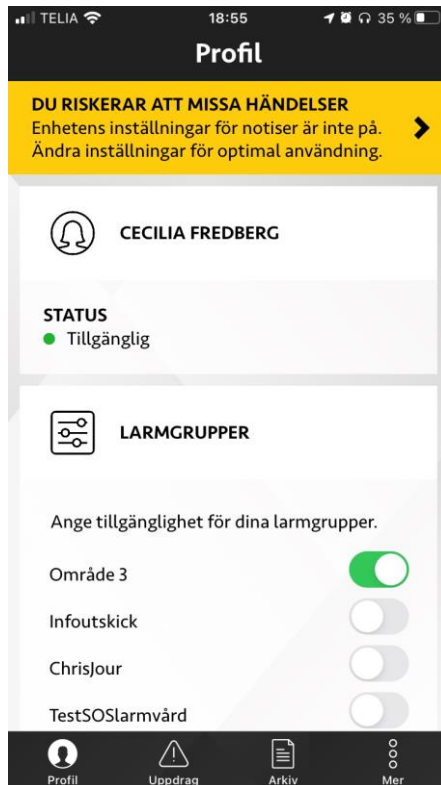 TELIA 18:55 35 %
Profil
DU RISKERAR ATT MISSA HÄNDELSER
Enhetens inställningar för notiser är inte på.
Ändra inställningar för optimal användning.
CECILIA FREDBERG
STATUS
Tillgänglig
LARMGRUPPER
Ange tillgänglighet för dina larmgrupper.
Område 3
Infoutskick
ChrisJour
TestSOSlarmvård
Profil Uppdrag Arkiv Mer